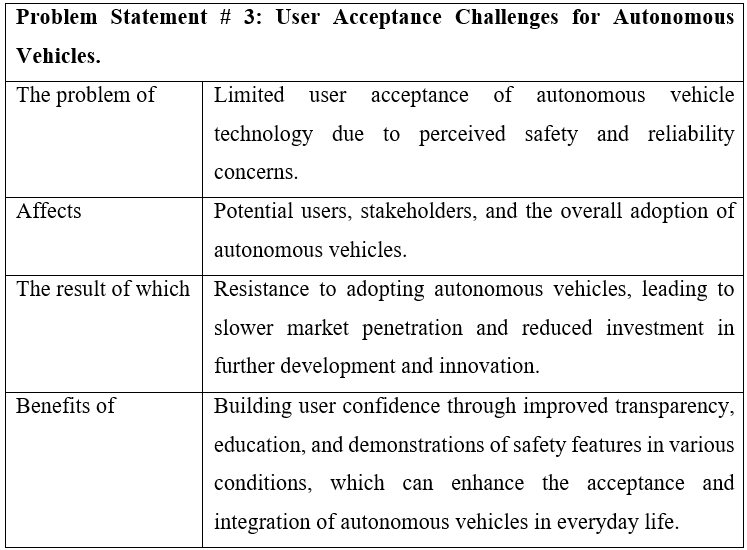 Problem Statement # 3: User Acceptance Challenges for Autonomous
Vehicles.
The problem of
Limited user acceptance of autonomous vehicle
technology due to perceived safety and reliability
concerns.
Affects
Potential users, stakeholders, and the overall adoption of
autonomous vehicles.
The result of which
Resistance to adopting autonomous vehicles, leading to
slower market penetration and reduced investment in
further development and innovation.
Benefits of
Building user confidence through improved transparency,
education, and demonstrations of safety features in various
conditions, which can enhance the acceptance and
integration of autonomous vehicles in everyday life.